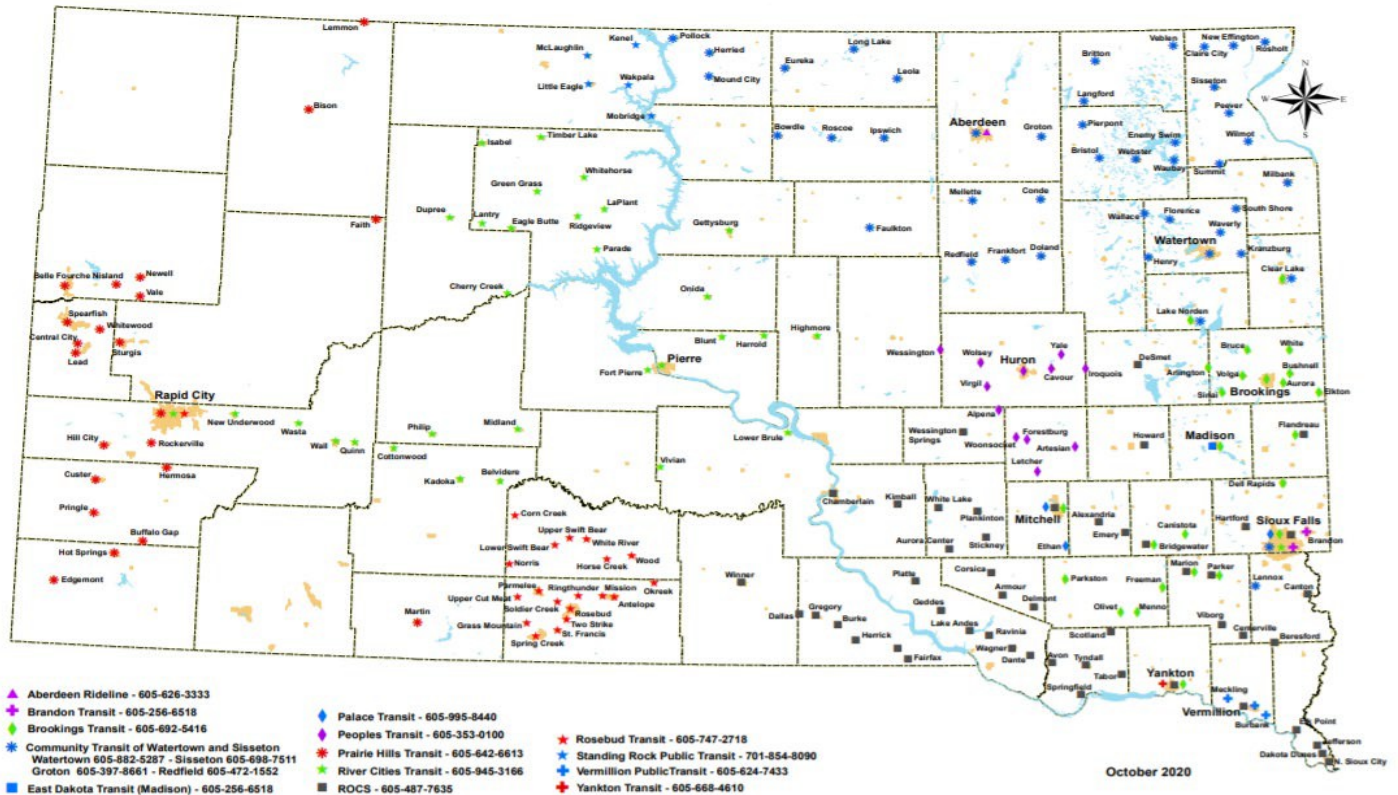 Lemmon
McLaughlin
Kenel
Pollock
Herried
Long Lake
Eureka
Leola
Britton
Veblen
New Effington
Claire City
Rosholt
Little Eagle
Wakpala
Mound City
Sisseton
Bison
Mobridge
Bowdle
Roscoe
Ipswich
Aberdeen
Groton
Langford
Pierpont
Peever
Enemy Swim
Wilmot
Bristol
Webster
Waubay
Summit
Milbank
N
W
E
S
Isabel
Timber Lake
Whitehorse
Green Grass
LaPlant
Dupree
Lantry
Eagle Butte
Ridgeview
Faith
Gettysburg
Faulkton
Mellette
Conde
Wallace
Florence
South Shore
Waverly
Watertown
Kranzburg
Henry
Redfield
Frankfort
Doland
Parade
Cherry Creek
Belle Fourche
Nisland
Newell
Vale
Onida
Clear Lake
Lake Norden
Spearfish
Whitewood
Central City
Sturgis
Lead
Blunt
Harrold
Highmore
Pierre
Fort Pierre
Wessington
Wolsey
Yale
Huron
Cavour
Iroquois
Virgil
DeSmet
Bruce
White
Arlington
Volga
Bushnell
Aurora
Sinai
Brookings
Elkton
Rapid City
New Underwood
Hill City
Rockerville
Wasta
Wall
Quinn
Philip
Midland
Cottonwood
Lower Brule
Vivian
Alpena
Wessington
Springs
Woonsocket
Forestburg
Artesian
Letcher
Howard
Madison
Flandreau
Custer
Hermosa
Pringle
Buffalo Gap
Hot Springs
Edgemont
Kadoka
Belvidere
Corn Creek
Chamberlain
Kimball
White Lake
Plankinton
Mitchell
Alexandria
Emery
Canistota
Bridgewater
Dell Rapids
Hartford
Sioux Falls
Brandon
Upper Swift Bear
Lower Swift Bear
White River
Horse Creek
Wood
Norris
Aurora Center
Stickney
Ethan
Parmelee
Ringthunder
Mission
Okreek
Upper Cut Meat
Soldier Creek
Antelope
Rosebud
Martin
Grass Mountain
Two Strike
St. Francis
Spring Creek
Winner
Platte
Corsica
Armour
Delmont
Parkston
Freeman
Marion
Parker
Lennox
Canton
Dallas
Gregory
Burke
Herrick
Fairfax
Geddes
Lake Andes
Ravinia
Wagner
Dante
Olivet
Menno
Scotland
Viborg
Centerville
Beresford
Avon
Tyndall
Tabor
Springfield
Yankton
Meckling
Vermillion
Burbank
Elk Point
Jefferson
Dakota Dunes
N. Sioux City
Aberdeen Rideline - 605-626-3333
Brandon Transit - 605-256-6518
Brookings Transit - 605-692-5416
Community Transit of Watertown and Sisseton
Watertown 605-882-5287 - Sisseton 605-698-7511
Groton 605-397-8661 - Redfield 605-472-1552
East Dakota Transit (Madison) - 605-256-6518
Palace Transit - 605-995-8440
Peoples Transit - 605-353-0100
Prairie Hills Transit - 605-642-6613
River Cities Transit - 605-945-3166
ROCS - 605-487-7635
Rosebud Transit - 605-747-2718
Standing Rock Public Transit - 701-854-8090
Vermillion PublicTransit - 605-624-7433
Yankton Transit - 605-668-4610
October 2020